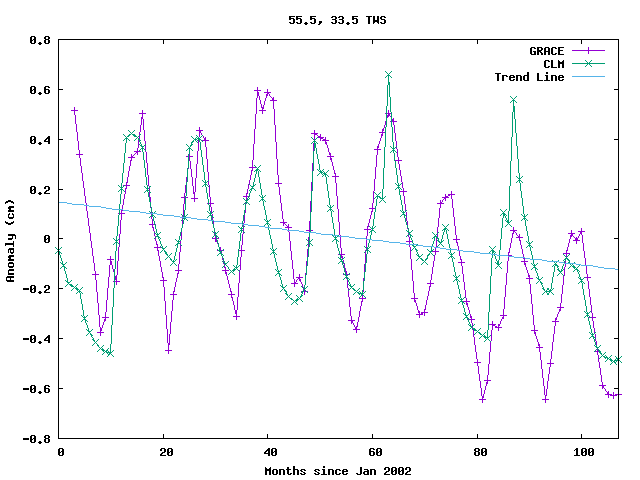 55.5, 33.5 TWS
GRACE
CLM
Trend Line
0.8
0.6
0.4
0.2
0
-0.2
-0.4
-0.6
-0.8
Anomaly (cm)
0 20 40 60 80 100
Months since Jan 2002